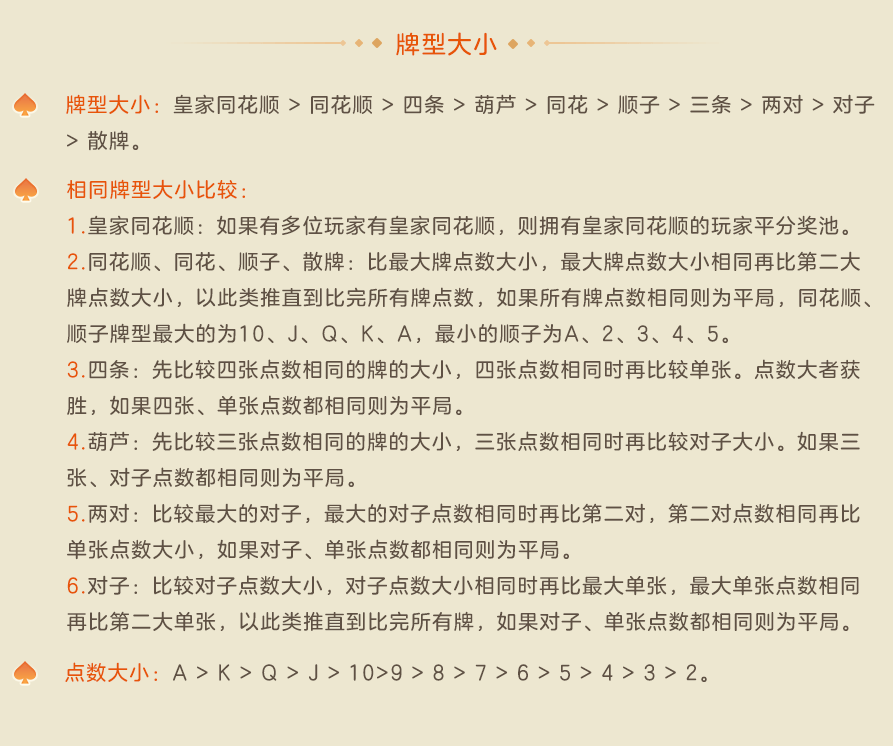 牌型大小
牌型大小：皇家同花顺 > 同花顺 > 四条 > 葫芦 > 同花 > 顺子 > 三条 > 两对 > 对子
> 散牌。
相同牌型大小比较：
1.皇家同花顺：如果有多位玩家有皇家同花顺，则拥有皇家同花顺的玩家平分奖池。
2.同花顺、同花、顺子、散牌：比最大牌点数大小，最大牌点数大小相同再比第二大
牌点数大小，以此类推直到比完所有牌点数，如果所有牌点数相同则为平局，同花顺、
顺子牌型最大的为10、J、Q、K、A，最小的顺子为A、2、3、4、5。
3.四条：先比较四张点数相同的牌的大小，四张点数相同时再比较单张。点数大者获
胜，如果四张、单张点数都相同则为平局。
4.葫芦：先比较三张点数相同的牌的大小，三张点数相同时再比较对子大小。如果三
张、对子点数都相同则为平局。
5.两对：比较最大的对子，最大的对子点数相同时再比第二对，第二对点数相同再比
单张点数大小，如果对子、单张点数都相同则为平局。
6.对子：比较对子点数大小，对子点数大小相同时再比最大单张，最大单张点数相同
再比第二大单张，以此类推直到比完所有牌，如果对子、单张点数都相同则为平局。
点数大小：A > K > Q > J > 10>9 > 8 > 7 > 6 > 5 > 4 > 3 > 2。